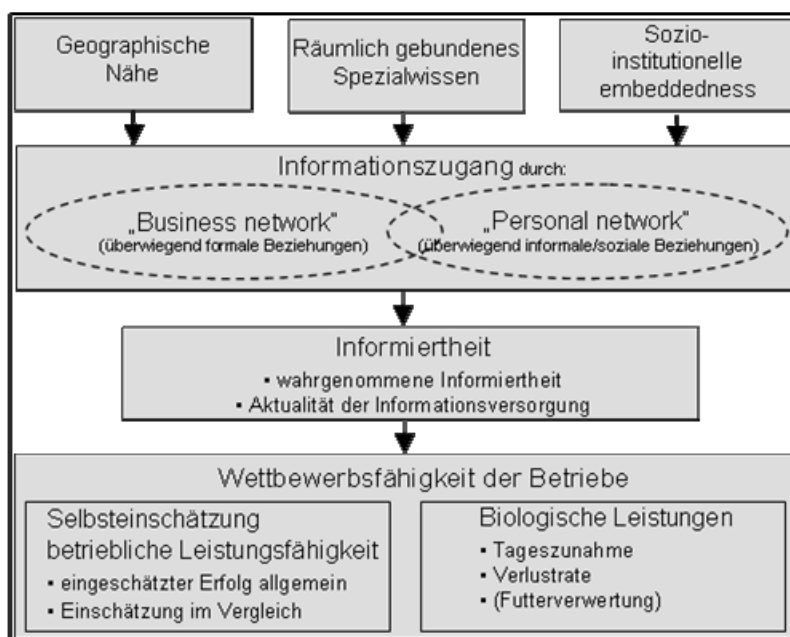 Geographische
Nähe
Räumlich gebundenes
Spezialwissen
Sozio-
institutionelle
embeddedness
Informationszugang durch:
„Business network"
(überwiegend formale Beziehungen)
„Personal network"
(überwiegend informale/soziale Beziehungen)
Informiertheit
▪ wahrgenommene Informiertheit
▪ Aktualität der Informationsversorgung
Wettbewerbsfähigkeit der Betriebe
Selbsteinschätzung
betriebliche Leistungsfähigkeit
▪ eingeschätzter Erfolg allgemein
▪ Einschätzung im Vergleich
Biologische Leistungen
▪ Tageszunahme
▪ Verlustrate
▪ (Futterverwertung)